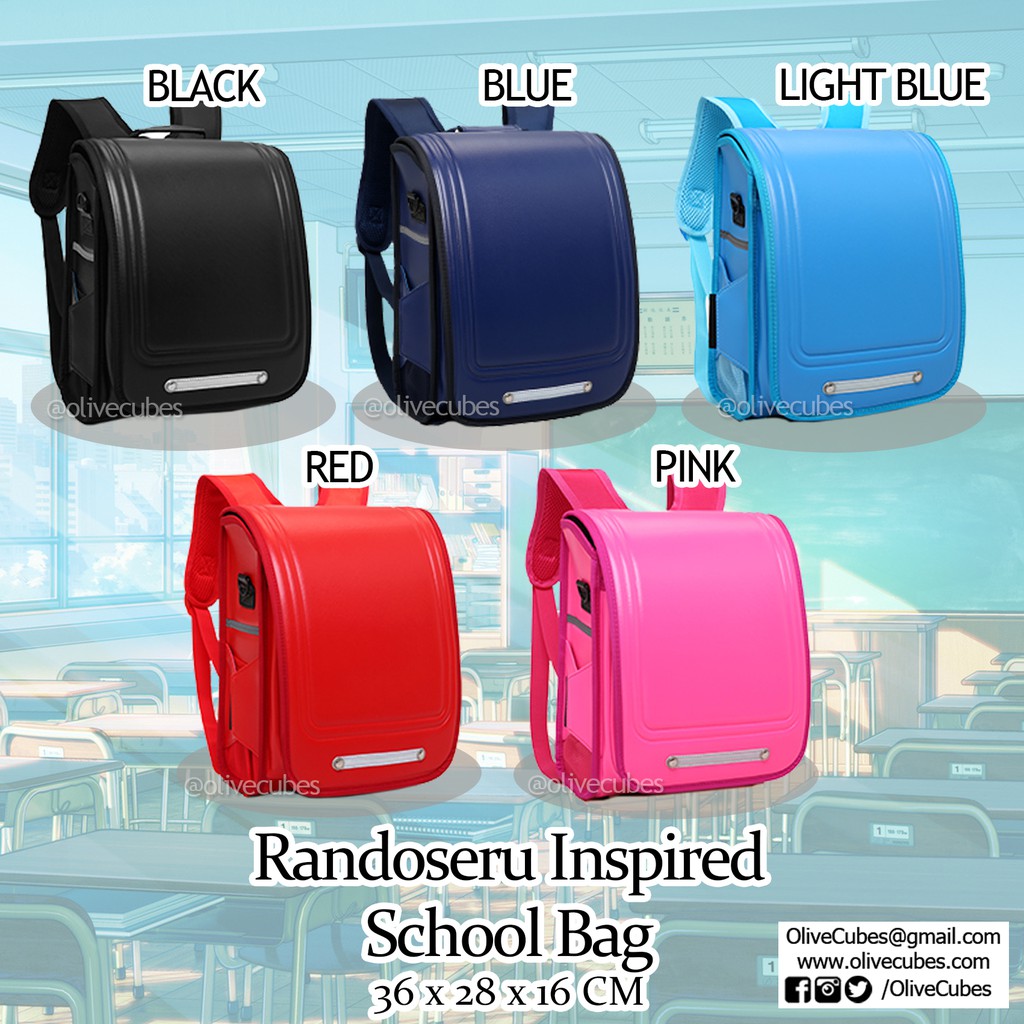 BLACK
BLUE
LIGHT BLUE
@olivecubes
@olivecubes
@olivecubes
RED
PINK
@olivecubes
@olivecubes
Randoseru Inspired
School Bag
36 x 28 x 16 CM
OliveCubes@gmail.com
www.olivecubes.com
/OliveCubes